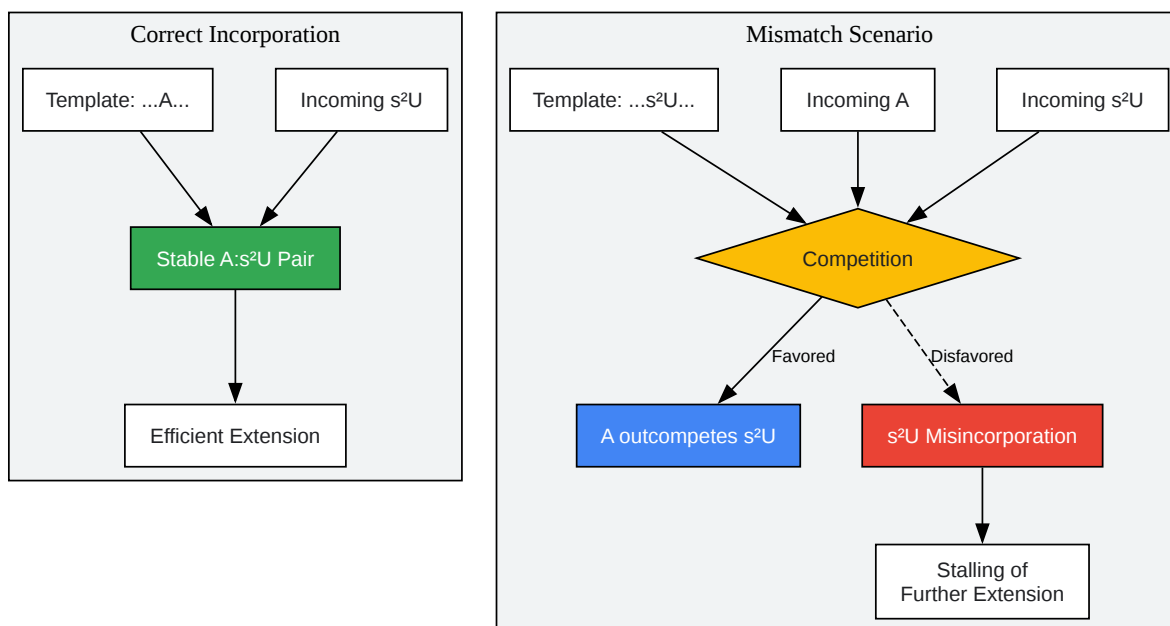 Correct Incorporation
Template: ...A...
Incoming s²U
Stable A:s²U Pair
Efficient Extension
Mismatch Scenario
Template: ...s²U...
Incoming A
Incoming s²U
Competition
Favored
Disfavored
A outcompetes s²U
s²U Misincorporation
Stalling of
Further Extension